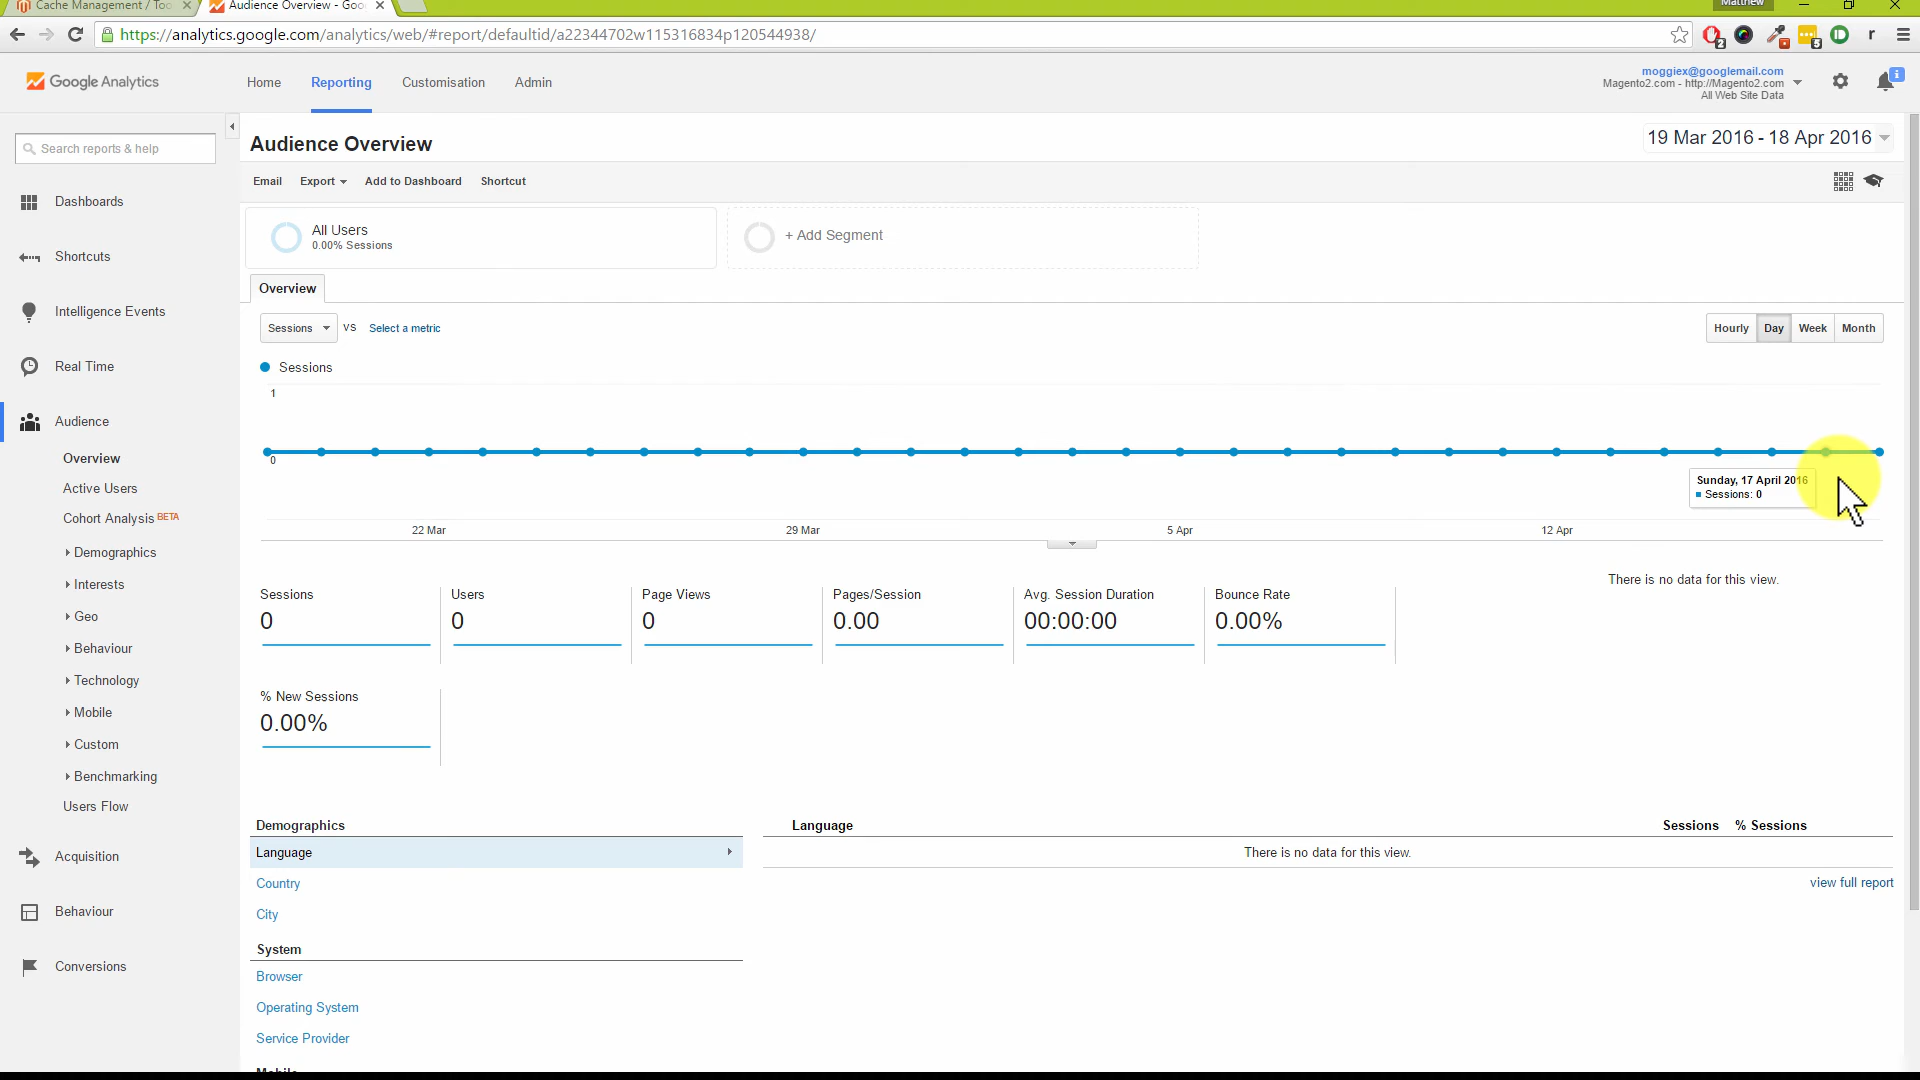 Cache Management / Too
Audience Overview - Goo
Matthew
https://analytics.google.com/analytics/web/#report/defaultid/a22344702w115316834p120544938/
2
5
r
Google Analytics
Home
Reporting
Customisation
Admin
moggiex@googlemail.com
Magento2.com - http://Magento2.com
All Web Site Data
Search reports & help
Audience Overview
19 Mar 2016 - 18 Apr 2016
Email
Export
Add to Dashboard
Shortcut
Dashboards
Shortcuts
Intelligence Events
Real Time
Audience
Overview
Active Users
Cohort Analysis BETA
Demographics
Interests
Geo
Behaviour
Technology
Mobile
Custom
Benchmarking
Users Flow
Acquisition
Behaviour
Conversions
All Users
0.00% Sessions
+ Add Segment
Overview
Sessions
VS
Select a metric
Hourly
Day
Week
Month
Sessions
1
0
Sunday, 17 April 2016
Sessions: 0
22 Mar
29 Mar
5 Apr
12 Apr
Sessions
0
Users
0
Page Views
0
Pages/Session
0.00
Avg. Session Duration
00:00:00
Bounce Rate
0.00%
There is no data for this view.
% New Sessions
0.00%
Demographics
Language
Country
City
System
Browser
Operating System
Service Provider
Mobile
Language
Sessions
% Sessions
There is no data for this view.
view full report